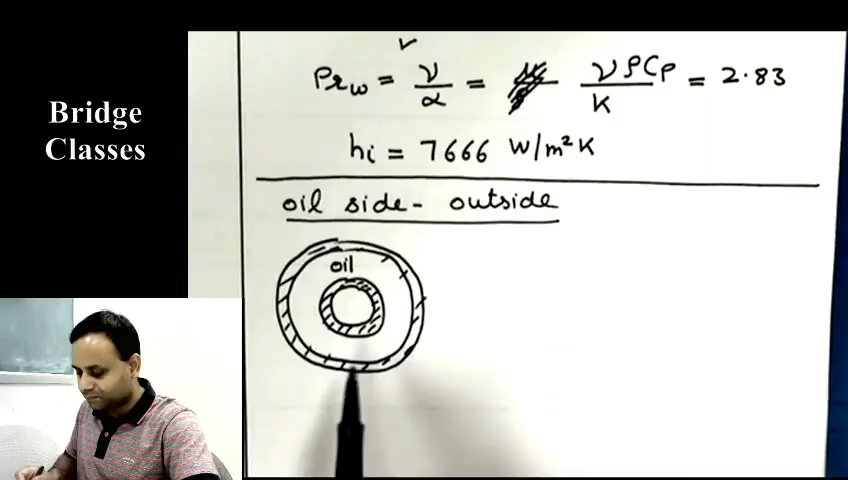 Bridge
Classes
Prw = ν/α = νρCp/K = 2.83
hi = 7666 W/m²K
oil side - outside
oil